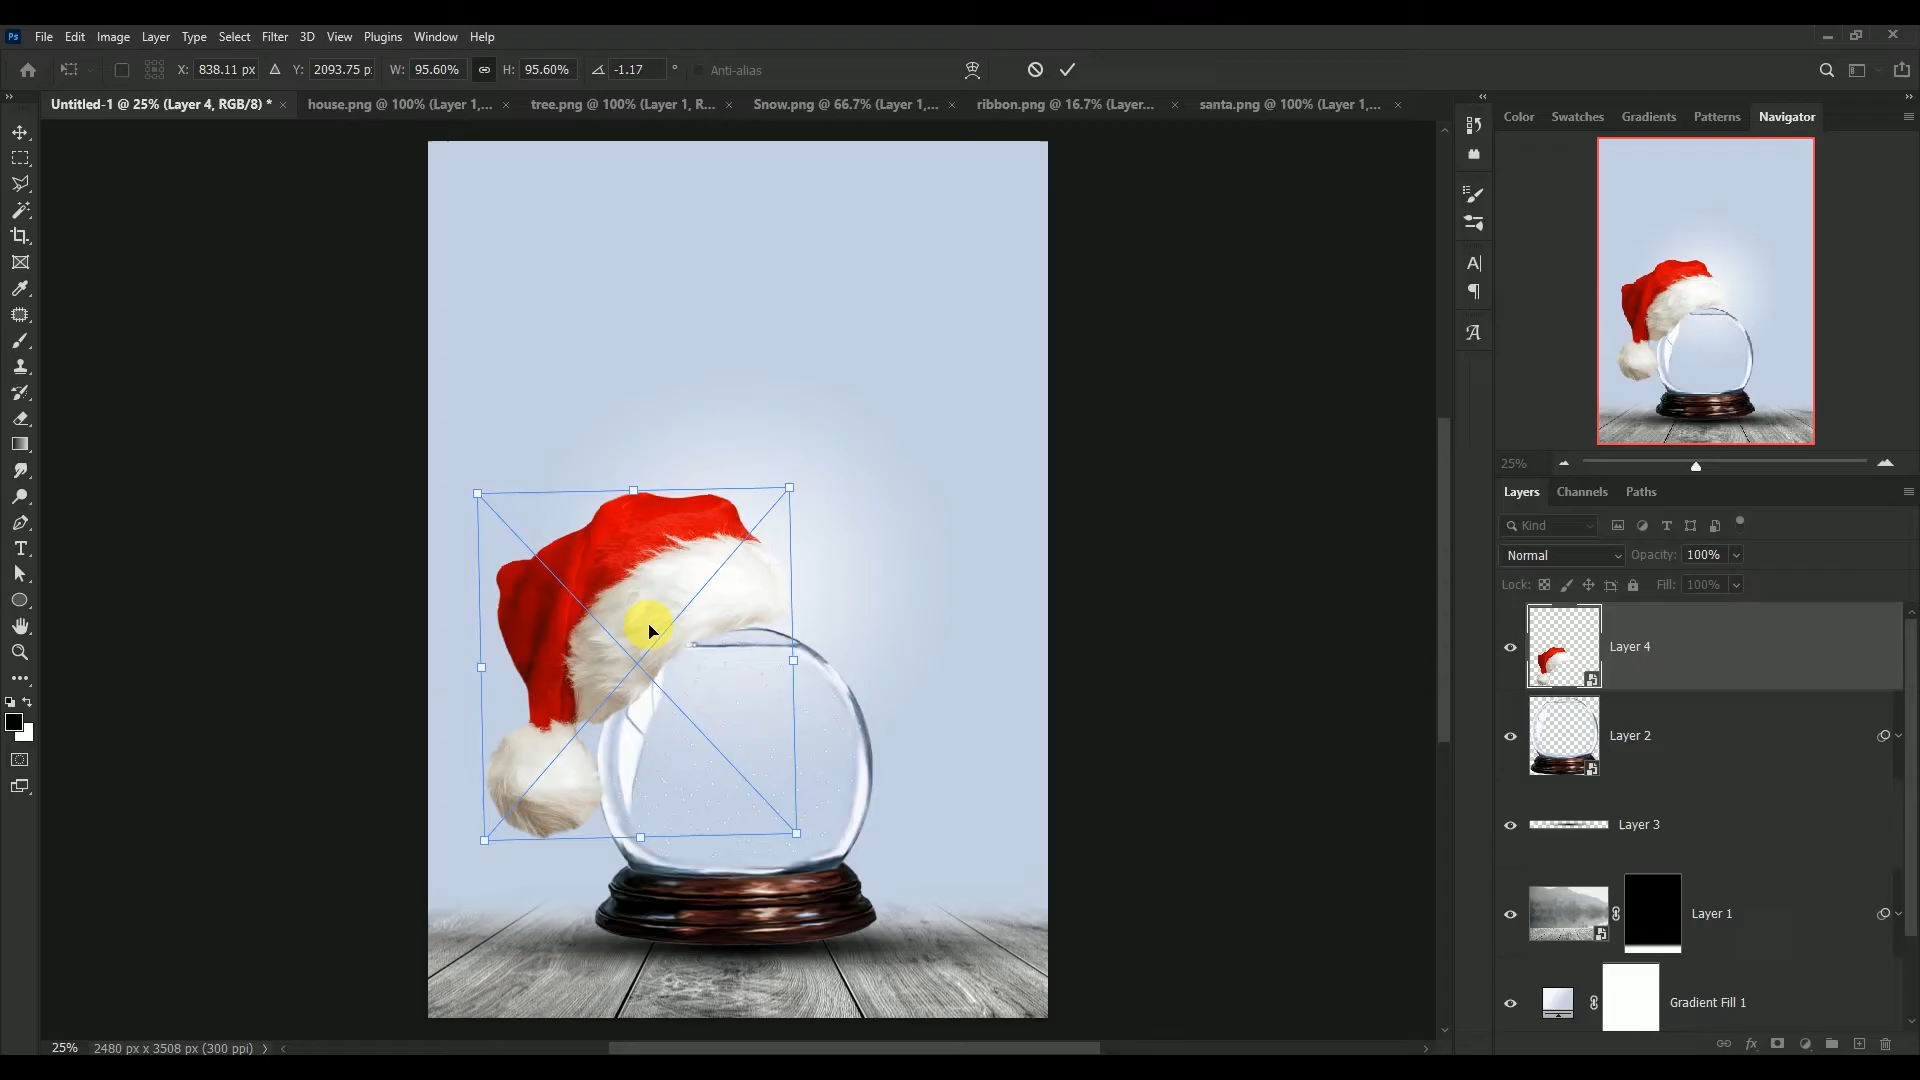 Ps File Edit Image Layer Type Select Filter 3D View Plugins Window Help
X: 838.11 px Y: 2093.75 p: W: 95.60% H: 95.60% -1.17 ° Anti-alias
Untitled-1 @ 25% (Layer 4, RGB/8) * house.png @ 100% (Layer 1,... tree.png @ 100% (Layer 1, R... Snow.png @ 66.7% (Layer 1,... ribbon.png @ 16.7% (Layer... santa.png @ 100% (Layer 1,...
Color Swatches Gradients Patterns Navigator
25%
Layers Channels Paths
Kind
Normal Opacity: 100%
Lock: Fill: 100%
Layer 4
Layer 2
Layer 3
Layer 1
Gradient Fill 1
25% 2480 px x 3508 px (300 ppi)